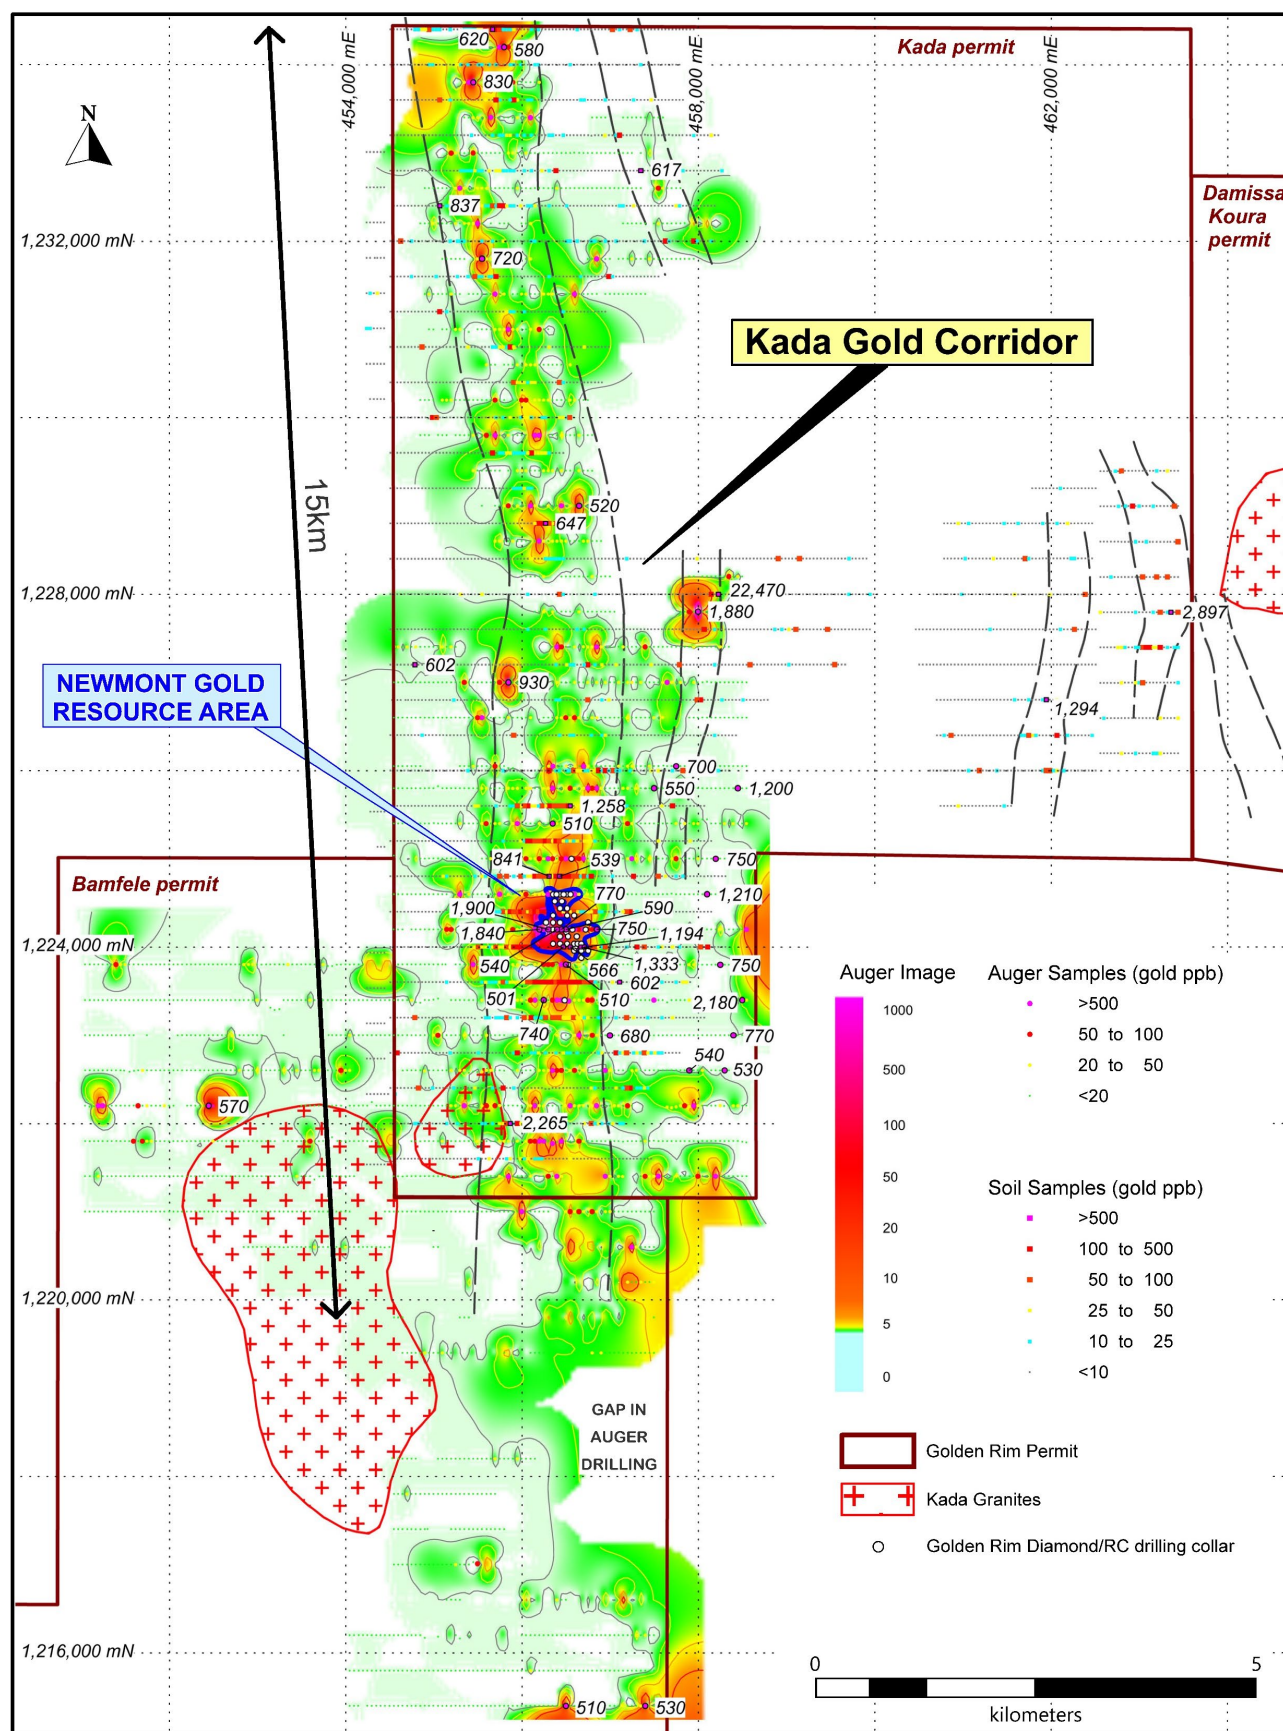 620
580
830
454,000 mE
458,000 mE
Kada permit
462,000 mE
N
617
837
Damissa
Koura
permit
1,232,000 mN
720
Kada Gold Corridor
15km
520
647
1,228,000 mN
22,470
1,880
2,897
602
930
1,294
NEWMONT GOLD
RESOURCE AREA
700
550
1,200
1,258
510
841
539
750
Bamfele permit
770
1,210
1,900
590
1,840
750
1,194
1,224,000 mN
540
566
1,333
750
602
501
510
2,180
740
680
770
540
530
570
2,265
1,220,000 mN
GAP IN
AUGER
DRILLING
1,216,000 mN
510
530
Auger Image
1000
500
100
50
20
10
5
0
Auger Samples (gold ppb)
>500
50 to 100
20 to 50
<20
Soil Samples (gold ppb)
>500
100 to 500
50 to 100
25 to 50
10 to 25
<10
Golden Rim Permit
Kada Granites
Golden Rim Diamond/RC drilling collar
0
5
kilometers